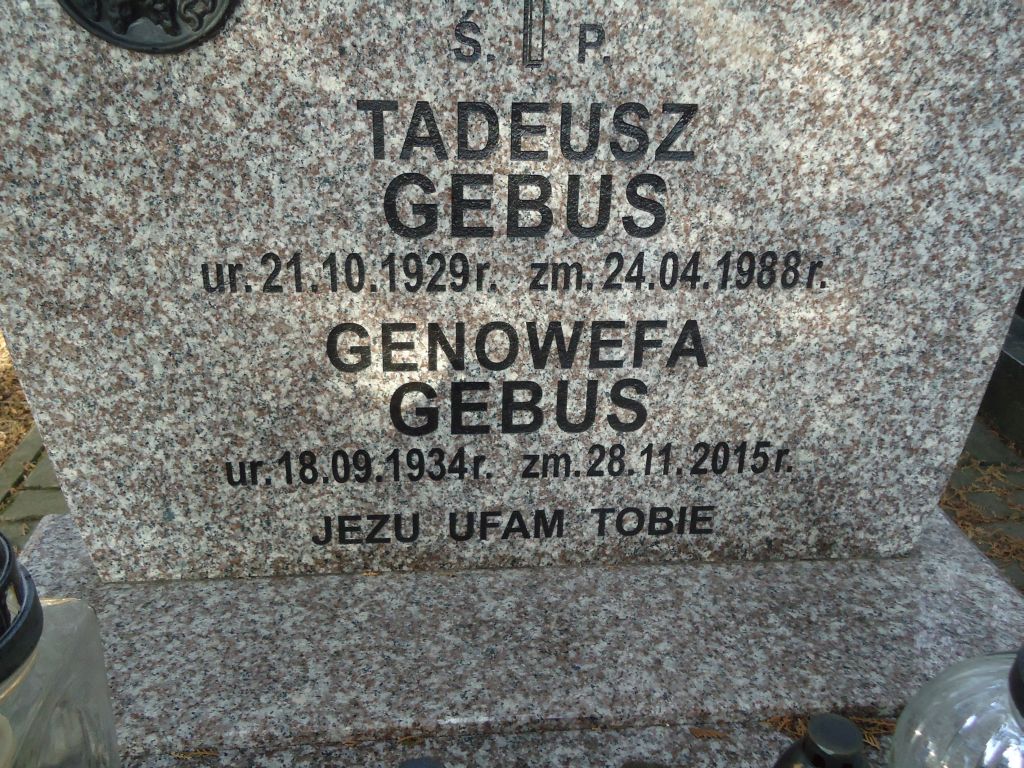 Ś. P.
TADEUSZ
GEBUS
ur. 21.10.1929r. zm. 24.04.1988r.
GENOWEFA
GEBUS
ur. 18.09.1934r. zm. 28.11.2015r.
JEZU UFAM TOBIE